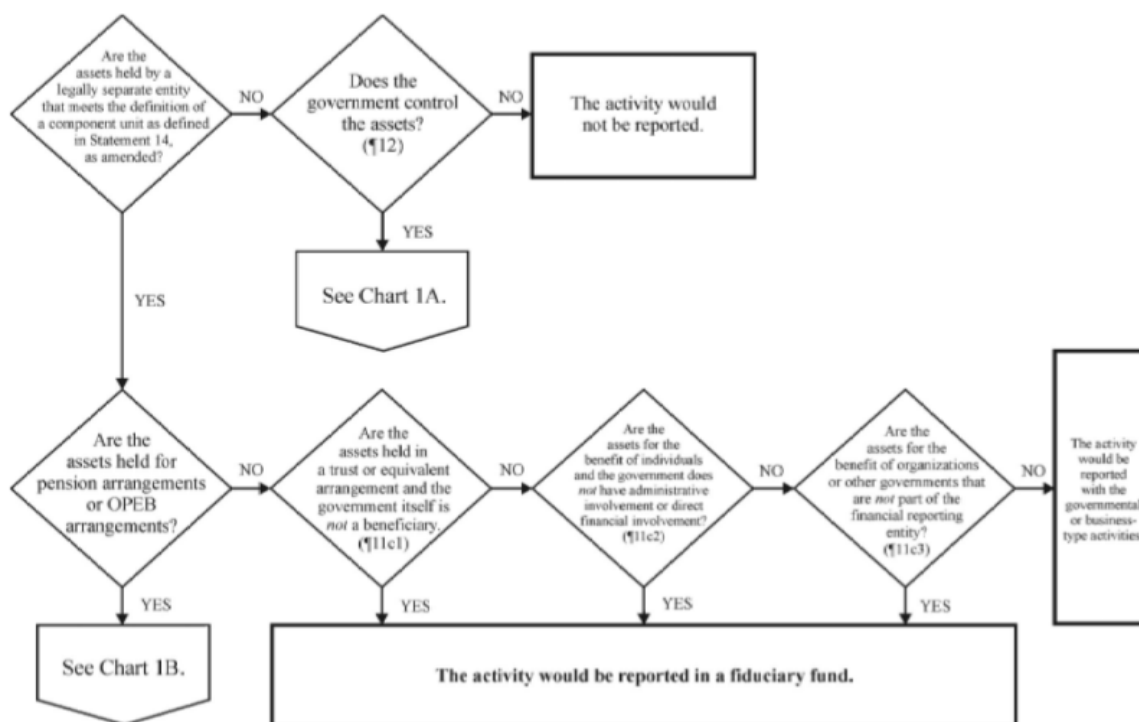 Are the
assets held by a
legally separate entity
that meets the definition of
a component unit as defined
in Statement 14,
as amended?
NO
Does the
government control
the assets?
(¶12)
NO
The activity would
not be reported.
YES
See Chart 1A.
YES
Are the
assets held for
pension arrangements
or OPEB
arrangements?
NO
Are the
assets held in
a trust or equivalent
arrangement and the
government itself is
not a beneficiary.
(¶11c1)
NO
Are the
assets for the
benefit of individuals
and the government does
not have administrative
involvement or direct
financial involvement?
(¶11c2)
NO
Are the
assets for the
benefit of organizations
or other governments that
are not part of the
financial reporting
entity?
(¶11c3)
NO
The activity
would be
reported
with the
governmental
or business-
type activities
YES
YES
YES
YES
See Chart 1B.
The activity would be reported in a fiduciary fund.